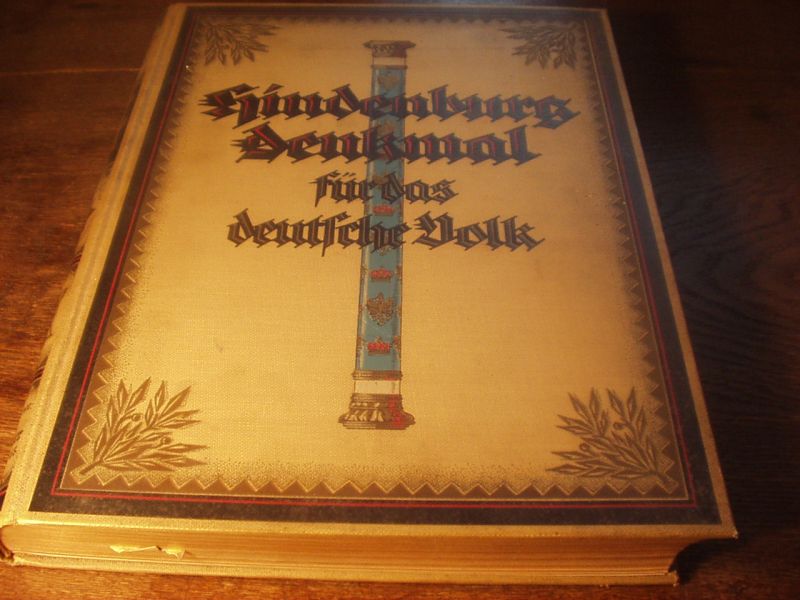 Hindenburg
Denkmal
für das
deutſche Volk